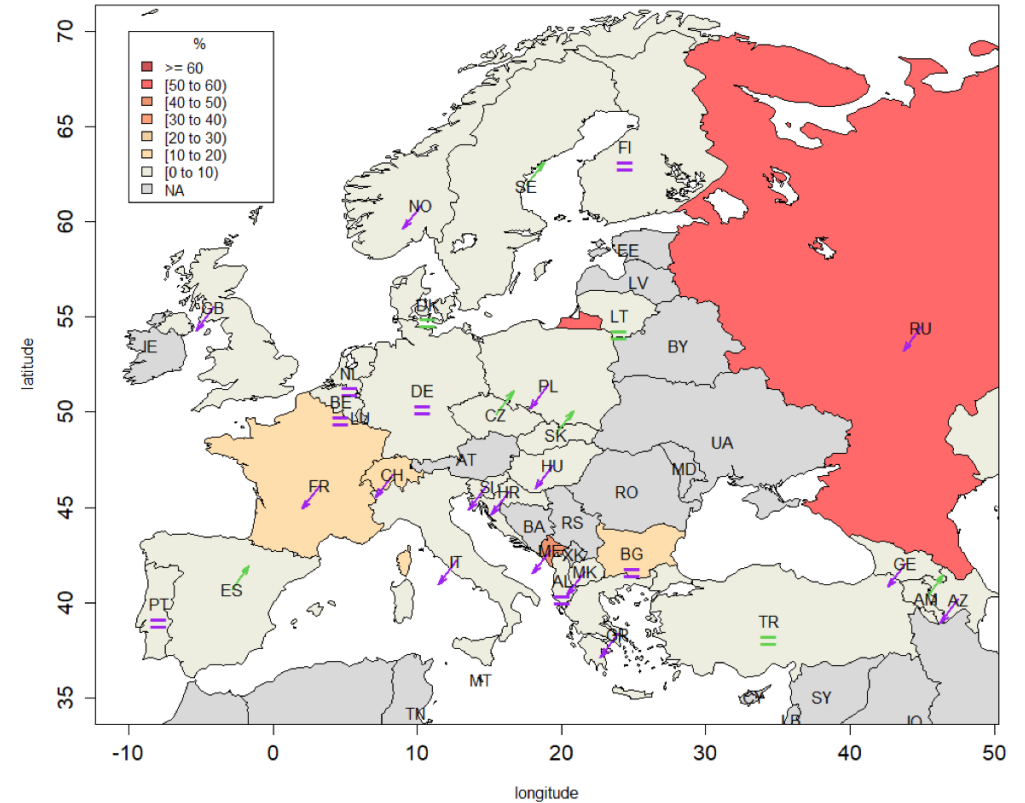 %
>= 60
[50 to 60)
[40 to 50)
[30 to 40)
[20 to 30)
[10 to 20)
[0 to 10)
NA
70
65
60
55
50
45
40
35
latitude
FI
SE
NO
EE
LV
GB
DK
LT
RU
IE
BY
NL
DE
PL
BE
LU
CZ
SK
UA
AT
HU
MD
FR
CH
SI
HR
RO
BA
RS
ME
XK
BG
IT
GE
AL
MK
ES
PT
AM
AZ
GR
TR
MT
CY
SY
TN
LB
JO
-10 0 10 20 30 40 50
longitude